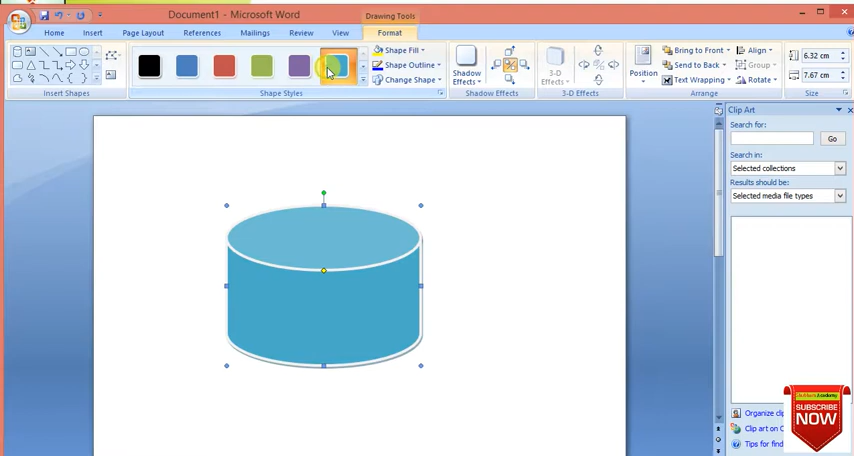 Document1 - Microsoft Word
Drawing Tools
Home Insert Page Layout References Mailings Review View Format
Shape Fill
Shape Outline
Change Shape
Shadow Effects
3-D Effects
Position
Bring to Front
Send to Back
Text Wrapping
Align
Group
Rotate
6.32 cm
7.67 cm
Insert Shapes Shape Styles Shadow Effects 3-D Effects Arrange Size
Clip Art
Search for:
Go
Search in:
Selected collections
Results should be:
Selected media file types
Organize clip
Clip art on O
Tips for find
SUBSCRIBE
NOW